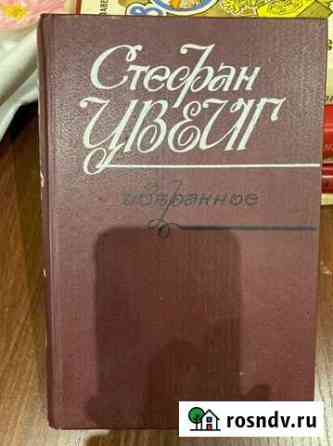 Стефан
ЦВЕЙГ
избранное
rosndv.ru